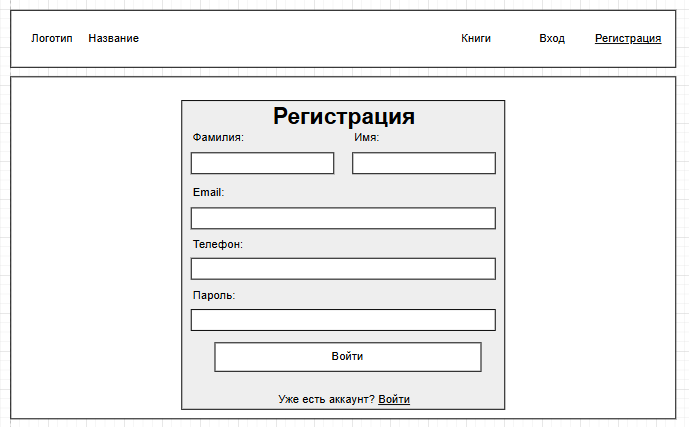 Логотип Название Книги Вход Регистрация
Регистрация
Фамилия: Имя:
Email:
Телефон:
Пароль:
Войти
Уже есть аккаунт? Войти